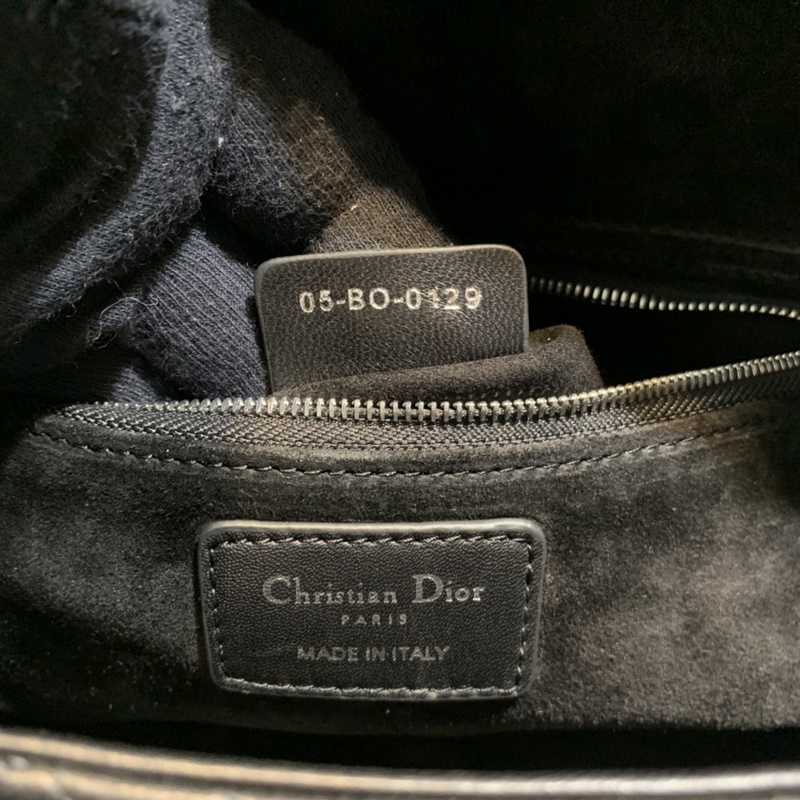 05-BO-0129
Christian Dior
PARIS
MADE IN ITALY